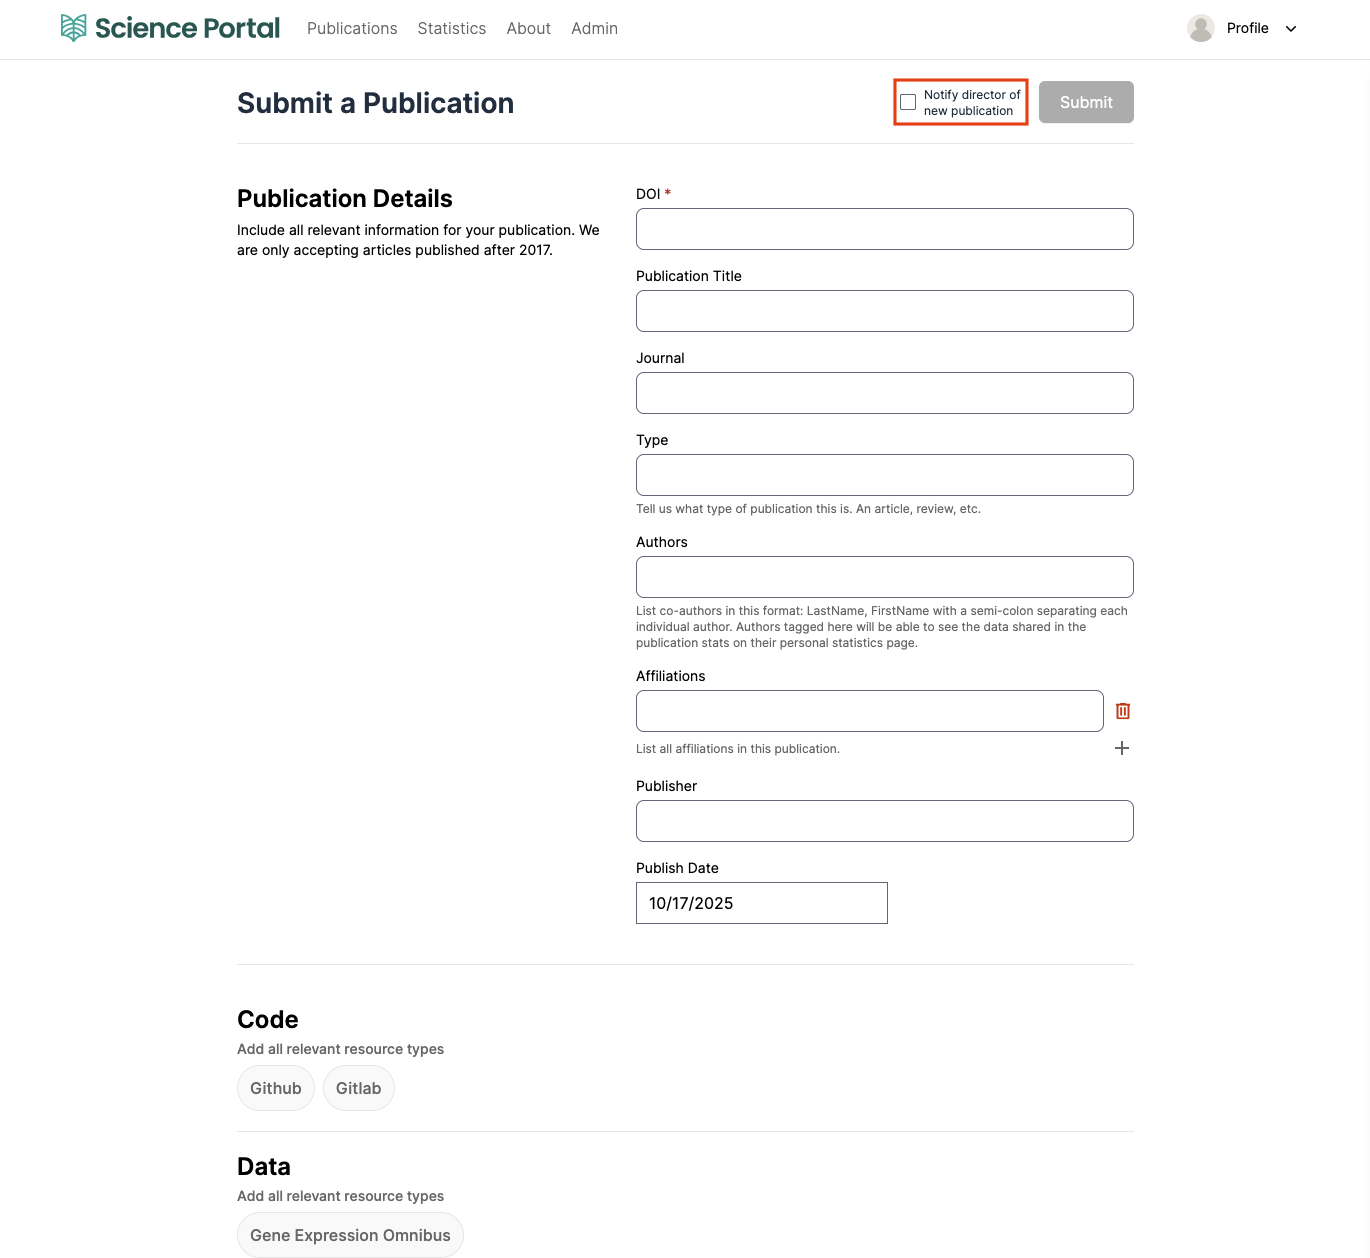 Science Portal
Publications
Statistics
About
Admin
Profile
Submit a Publication
Notify director of
new publication
Submit
Publication Details
Include all relevant information for your publication. We
are only accepting articles published after 2017.
DOI *
Publication Title
Journal
Type
Tell us what type of publication this is. An article, review, etc.
Authors
List co-authors in this format: LastName, FirstName with a semi-colon separating each
individual author. Authors tagged here will be able to see the data shared in the
publication stats on their personal statistics page.
Affiliations
List all affiliations in this publication.
Publisher
Publish Date
10/17/2025
Code
Add all relevant resource types
Github
Gitlab
Data
Add all relevant resource types
Gene Expression Omnibus